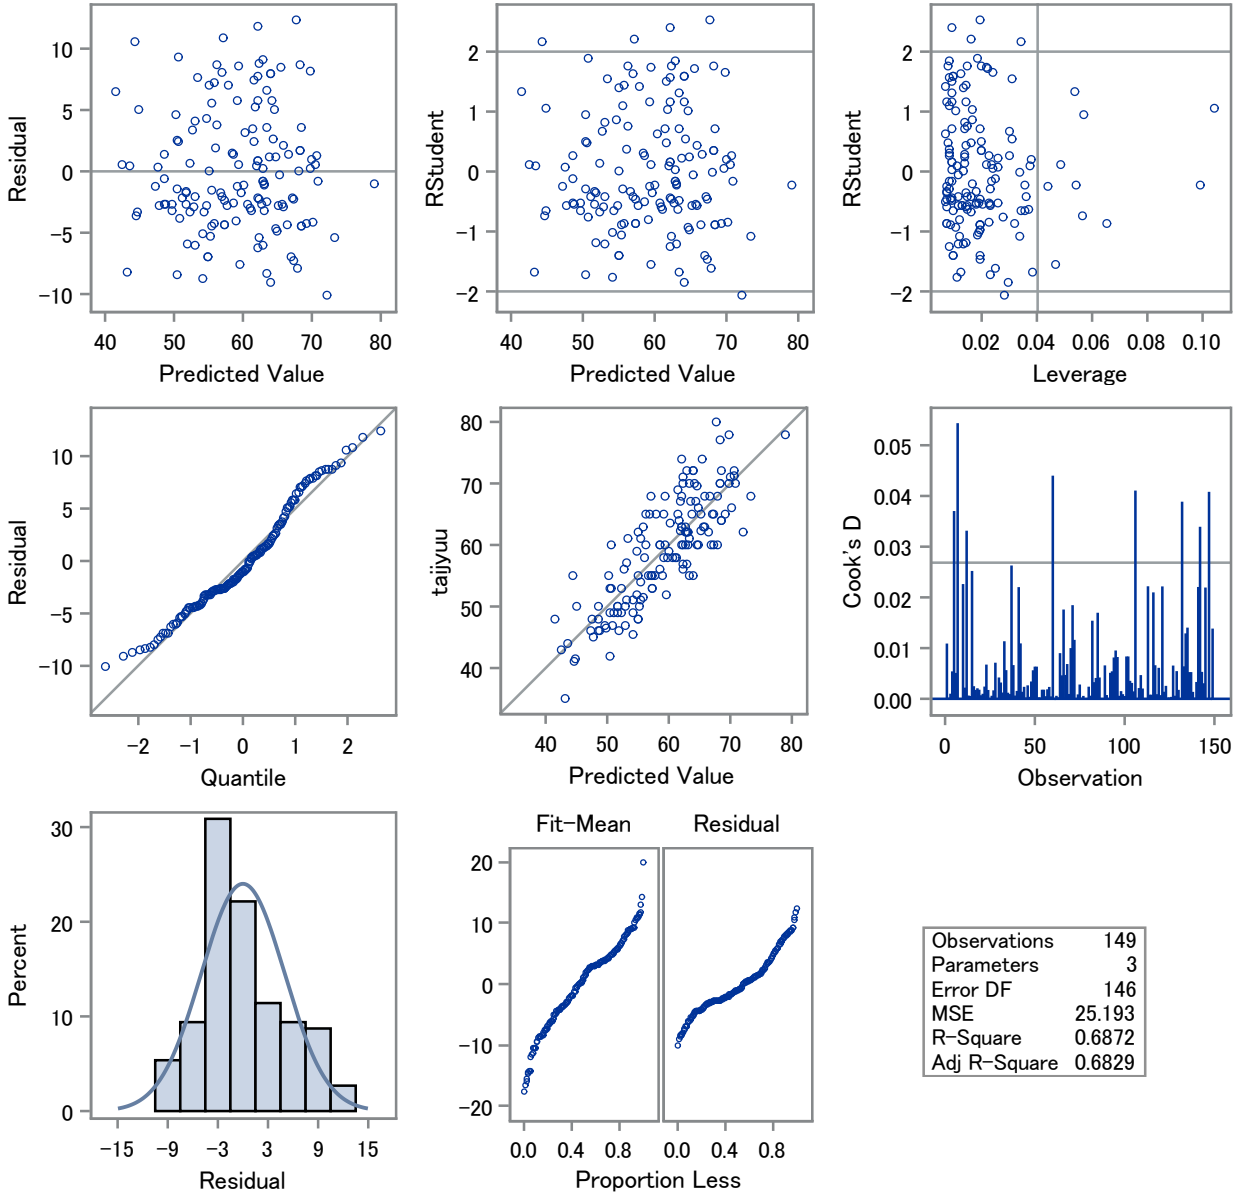 Residual
10
5
0
−5
−10
40 50 60 70 80
Predicted Value
RStudent
2
1
0
−1
−2
40 50 60 70 80
Predicted Value
RStudent
2
1
0
−1
−2
0.02 0.04 0.06 0.08 0.10
Leverage
Residual
10
5
0
−5
−10
−2 −1 0 1 2
Quantile
taijyuu
80
70
60
50
40
40 50 60 70 80
Predicted Value
Cook's D
0.05
0.04
0.03
0.02
0.01
0.00
0 50 100 150
Observation
Percent
30
20
10
0
−15 −9 −3 3 9 15
Residual
Fit−Mean Residual
20
10
0
−10
−20
0.0 0.4 0.8 0.0 0.4 0.8
Proportion Less
Observations 149
Parameters 3
Error DF 146
MSE 25.193
R−Square 0.6872
Adj R−Square 0.6829